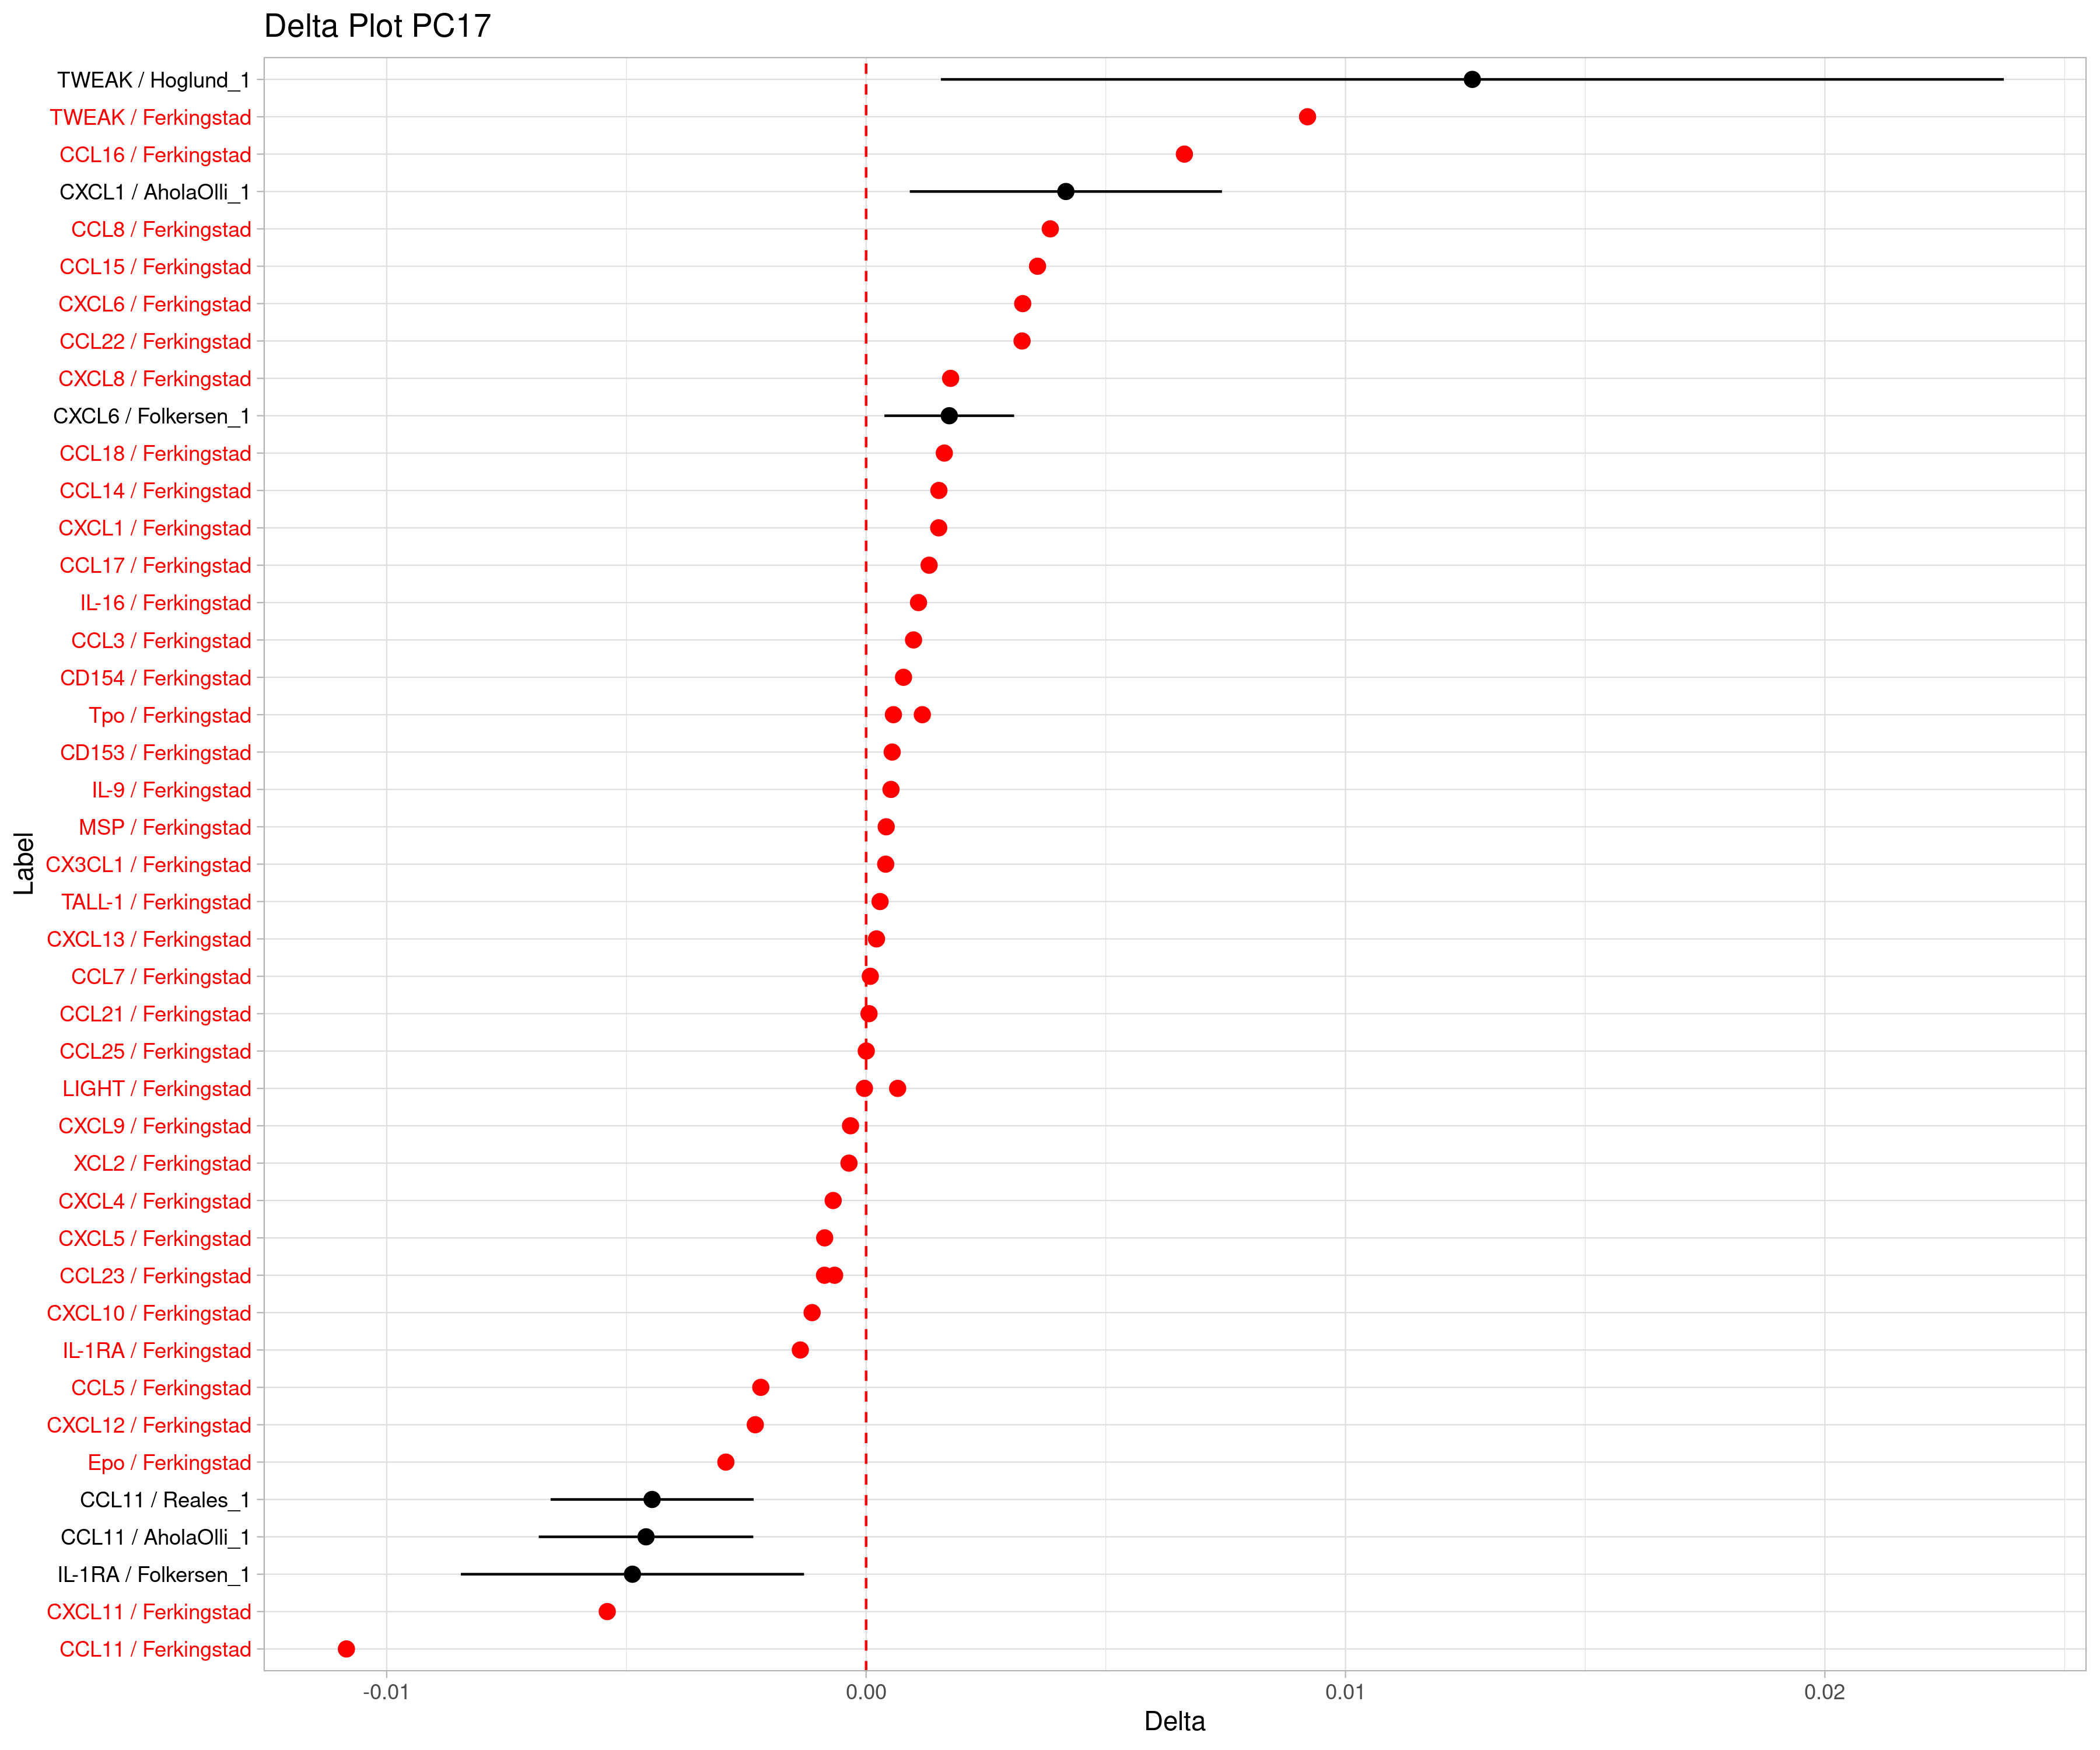 Delta Plot PC17
TWEAK / Hoglund_1
TWEAK / Ferkingstad
CCL16 / Ferkingstad
CXCL1 / AholaOlli_1
CCL8 / Ferkingstad
CCL15 / Ferkingstad
CXCL6 / Ferkingstad
CCL22 / Ferkingstad
CXCL8 / Ferkingstad
CXCL6 / Folkersen_1
CCL18 / Ferkingstad
CCL14 / Ferkingstad
CXCL1 / Ferkingstad
CCL17 / Ferkingstad
IL-16 / Ferkingstad
CCL3 / Ferkingstad
CD154 / Ferkingstad
Tpo / Ferkingstad
CD153 / Ferkingstad
IL-9 / Ferkingstad
MSP / Ferkingstad
CX3CL1 / Ferkingstad
TALL-1 / Ferkingstad
CXCL13 / Ferkingstad
CCL7 / Ferkingstad
CCL21 / Ferkingstad
CCL25 / Ferkingstad
LIGHT / Ferkingstad
CXCL9 / Ferkingstad
XCL2 / Ferkingstad
CXCL4 / Ferkingstad
CXCL5 / Ferkingstad
CCL23 / Ferkingstad
CXCL10 / Ferkingstad
IL-1RA / Ferkingstad
CCL5 / Ferkingstad
CXCL12 / Ferkingstad
Epo / Ferkingstad
CCL11 / Reales_1
CCL11 / AholaOlli_1
IL-1RA / Folkersen_1
CXCL11 / Ferkingstad
CCL11 / Ferkingstad
Label
-0.01 0.00 0.01 0.02
Delta